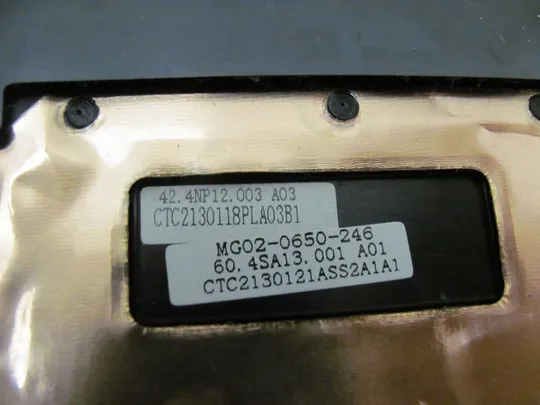 42.4NP12.003 A03
CTC2130118PLA03B1
MG02-0650-246
60.4SA13.001 A01
CTC2130121ASS2A1A1